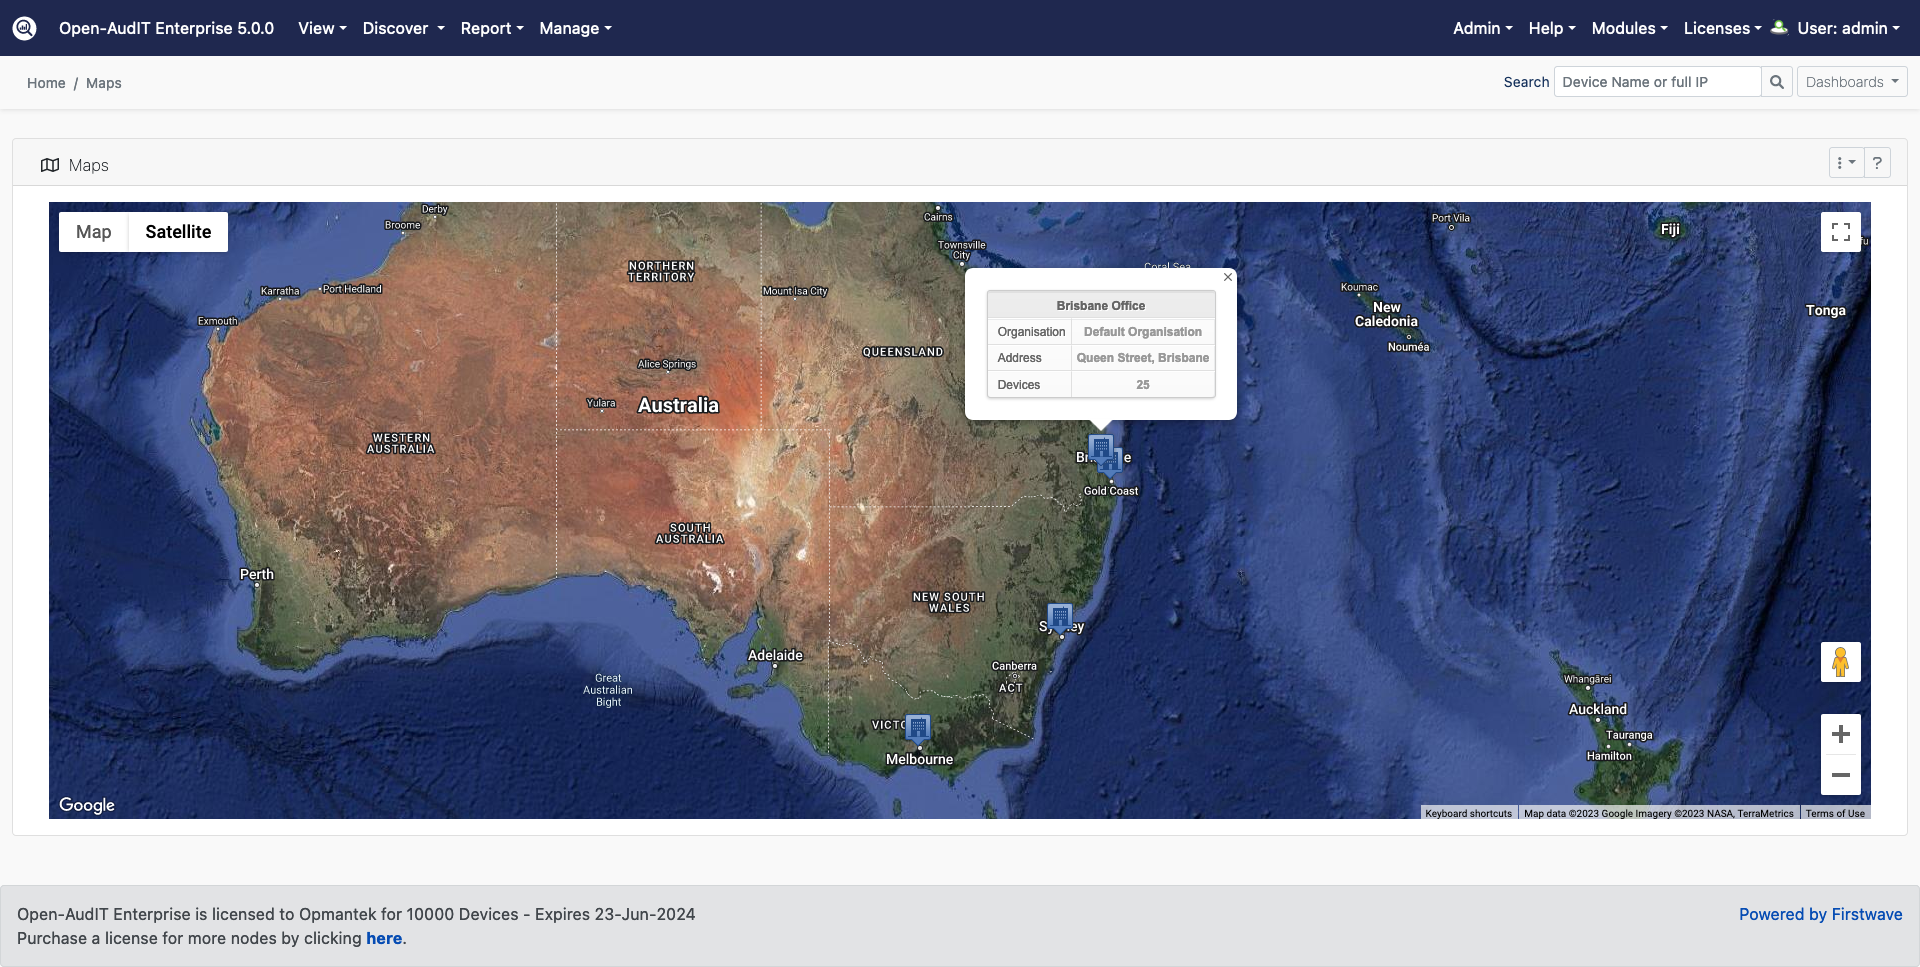 Open-AudIT Enterprise 5.0.0 View Discover Report Manage Admin Help Modules Licenses User: admin
Home / Maps Search Device Name or full IP Dashboards
Maps ?
Map Satellite
Derby
Broome
Cairns
Port Vila
Fiji
Townsville
City
Coral Sea
NORTHERN
TERRITORY
Karratha
Port Hedland
Mount Isa City
Exmouth
Koumac
New
Caledonia
Nouméa
Tonga
Brisbane Office
Organisation Default Organisation
Address Queen Street, Brisbane
Devices 25
QUEENSLAND
Alice Springs
Yulara
Australia
WESTERN
AUSTRALIA
Gold Coast
SOUTH
AUSTRALIA
Perth
NEW SOUTH
WALES
Adelaide
Canberra
ACT
Great
Australian
Bight
Melbourne
Whangārei
Auckland
Tauranga
Hamilton
Google
Keyboard shortcuts Map data ©2023 Google Imagery ©2023 NASA, TerraMetrics Terms of Use
Open-AudIT Enterprise is licensed to Opmantek for 10000 Devices - Expires 23-Jun-2024 Powered by Firstwave
Purchase a license for more nodes by clicking here.